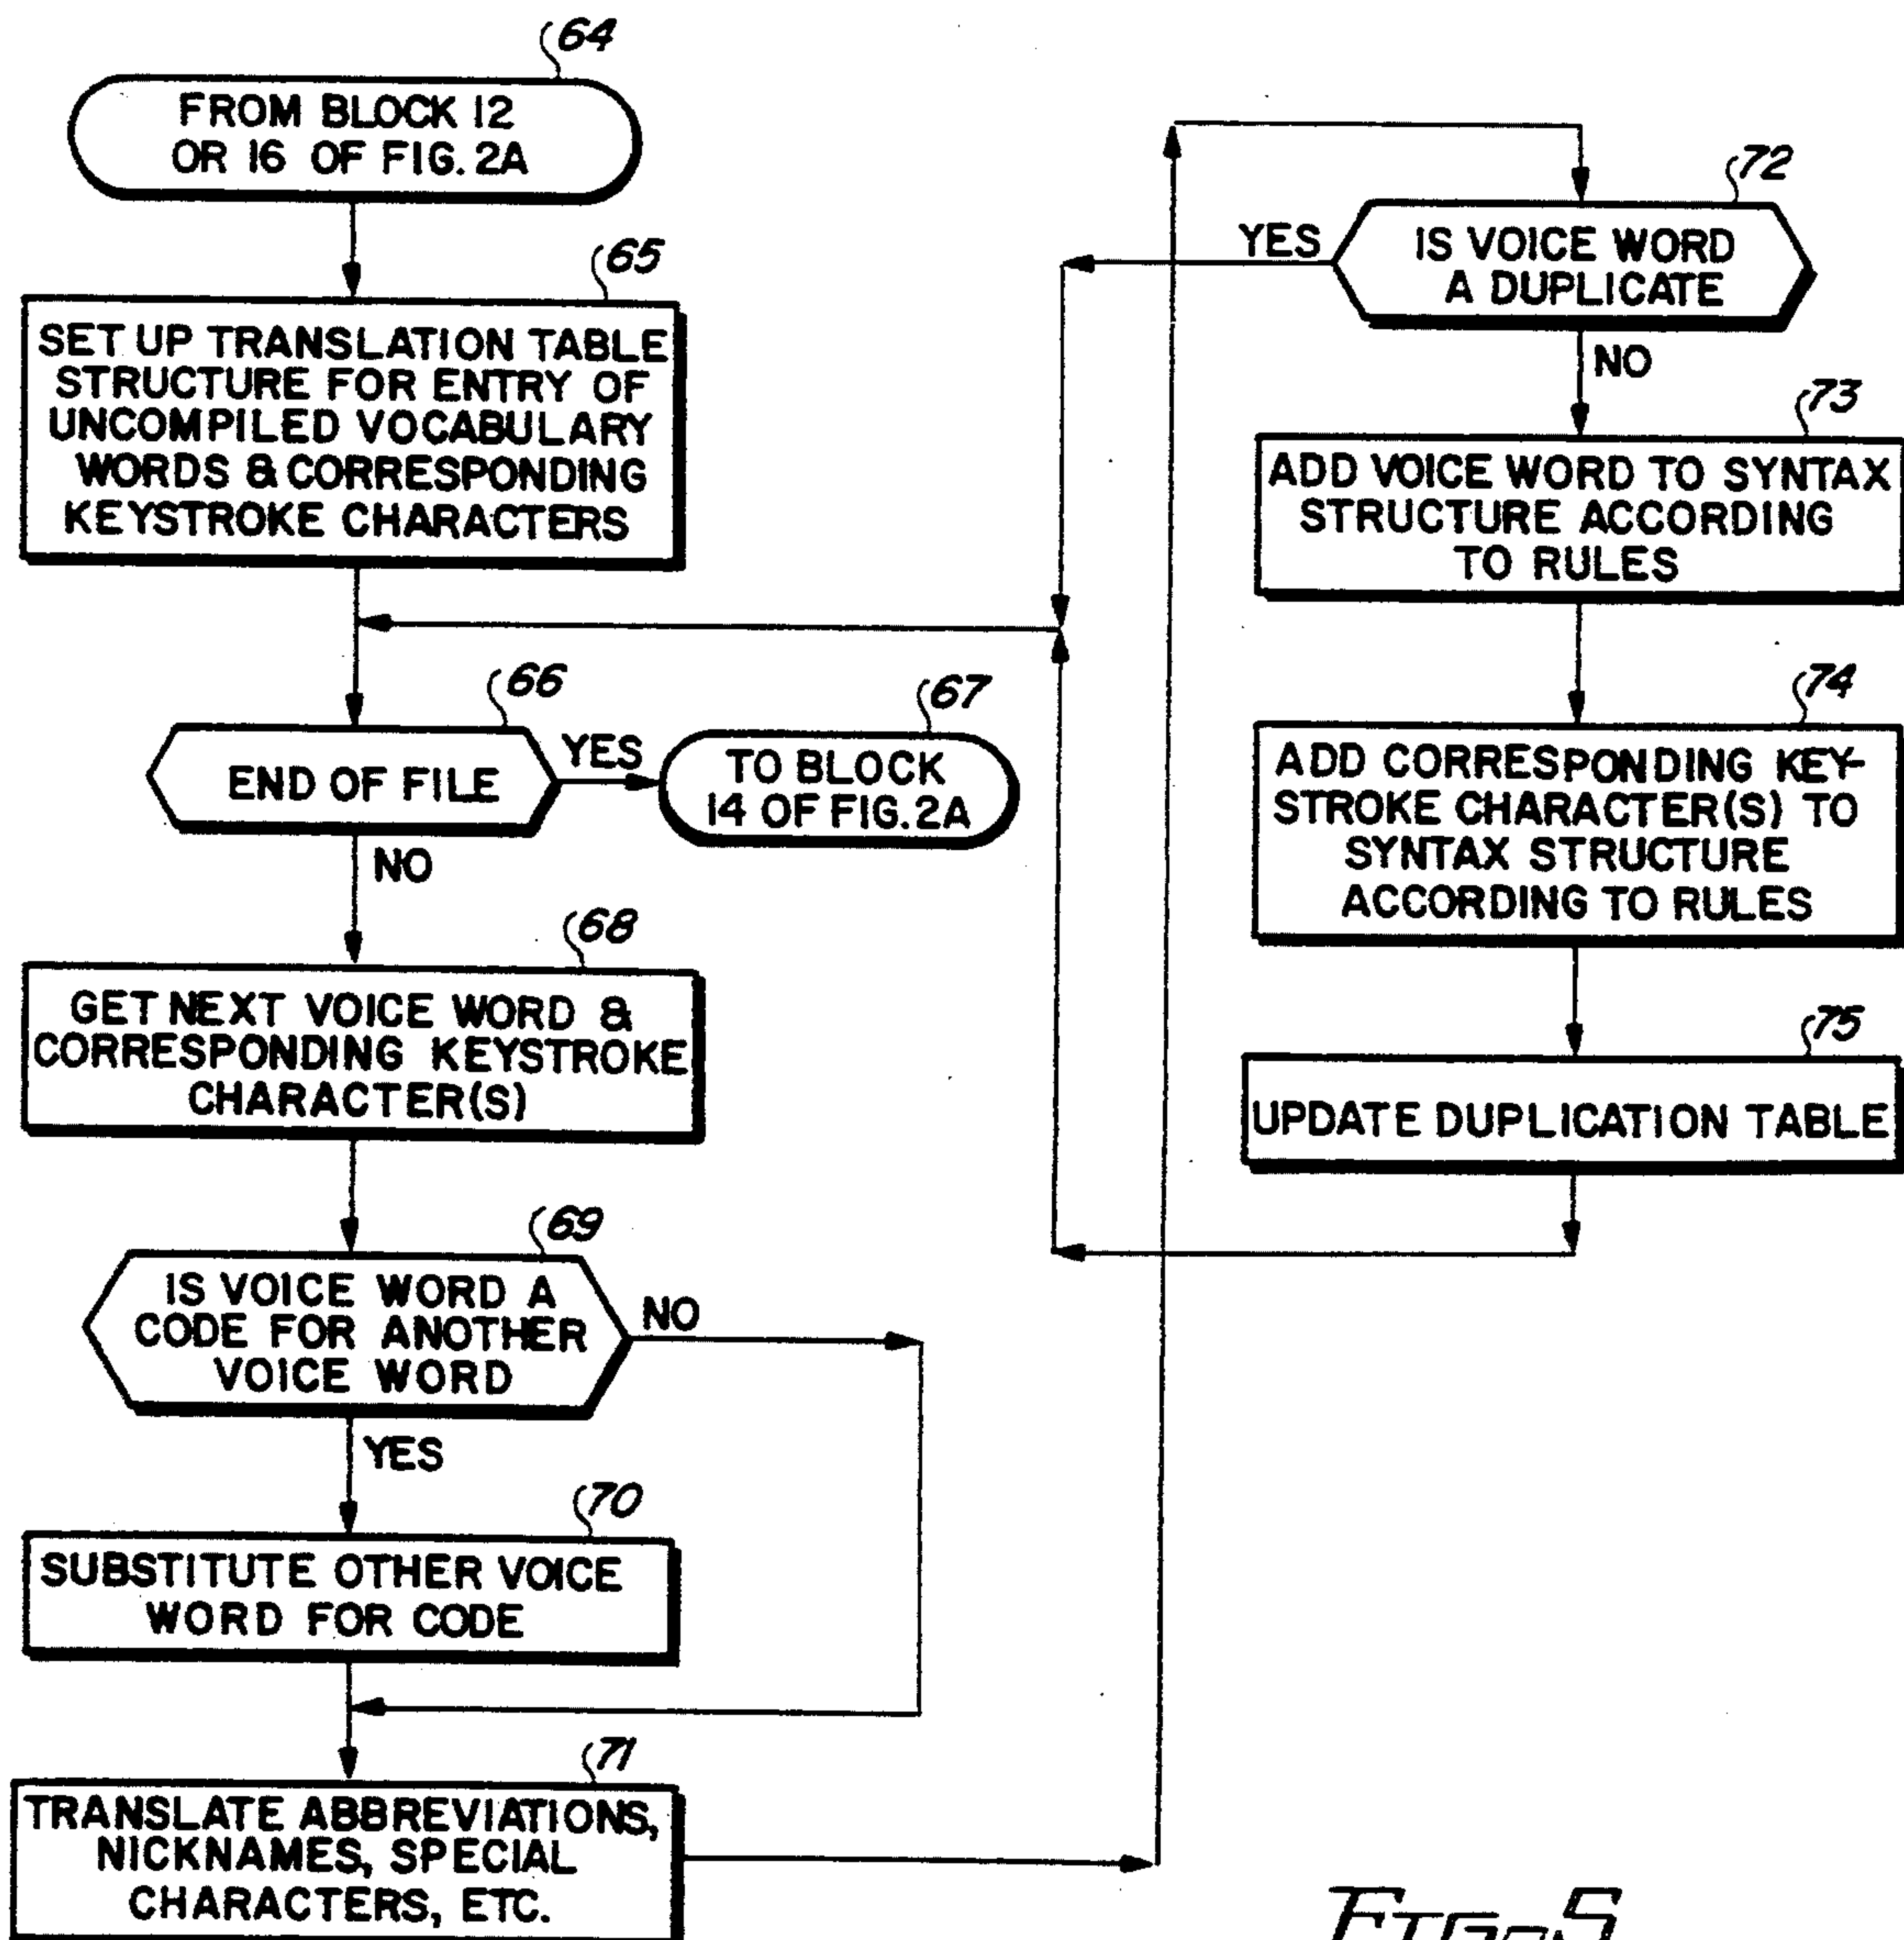 64
FROM BLOCK 12
OR 16 OF FIG. 2A
65
SET UP TRANSLATION TABLE
STRUCTURE FOR ENTRY OF
UNCOMPILED VOCABULARY
WORDS & CORRESPONDING
KEYSTROKE CHARACTERS
66
END OF FILE
YES
67
TO BLOCK
14 OF FIG. 2A
NO
68
GET NEXT VOICE WORD &
CORRESPONDING KEYSTROKE
CHARACTER(S)
69
IS VOICE WORD A
CODE FOR ANOTHER
VOICE WORD
NO
YES
70
SUBSTITUTE OTHER VOICE
WORD FOR CODE
71
TRANSLATE ABBREVIATIONS,
NICKNAMES, SPECIAL
CHARACTERS, ETC.
72
IS VOICE WORD
A DUPLICATE
YES
NO
73
ADD VOICE WORD TO SYNTAX
STRUCTURE ACCORDING
TO RULES
74
ADD CORRESPONDING KEY-
STROKE CHARACTER(S) TO
SYNTAX STRUCTURE
ACCORDING TO RULES
75
UPDATE DUPLICATION TABLE